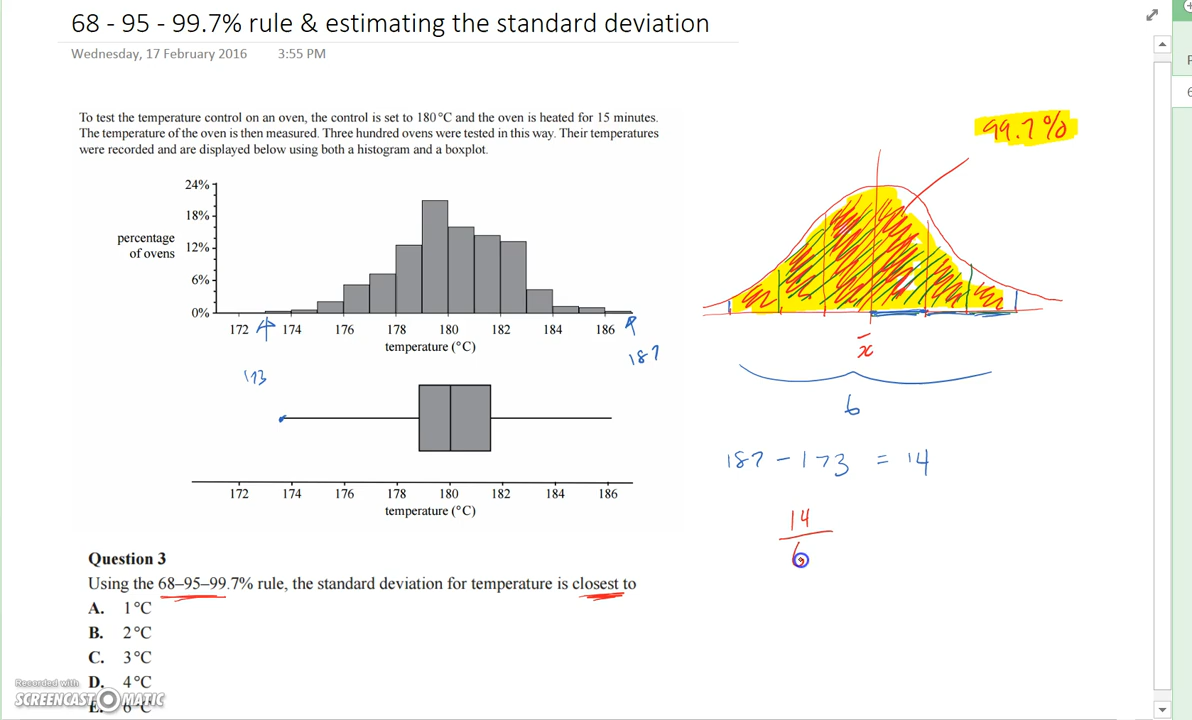 68 - 95 - 99.7% rule & estimating the standard deviation
Wednesday, 17 February 2016 3:55 PM
To test the temperature control on an oven, the control is set to 180°C and the oven is heated for 15 minutes.
The temperature of the oven is then measured. Three hundred ovens were tested in this way. Their temperatures
were recorded and are displayed below using both a histogram and a boxplot.
99.7%
24%
18%
percentage
of ovens
12%
6%
0%
172 174 176 178 180 182 184 186
temperature (°C)
187
173
x̄
6
187 - 173 = 14
172 174 176 178 180 182 184 186
temperature (°C)
14
6
Question 3
Using the 68–95–99.7% rule, the standard deviation for temperature is closest to
A. 1°C
B. 2°C
C. 3°C
D. 4°C
E. 6°C
Recorded with
SCREENCAST MATIC